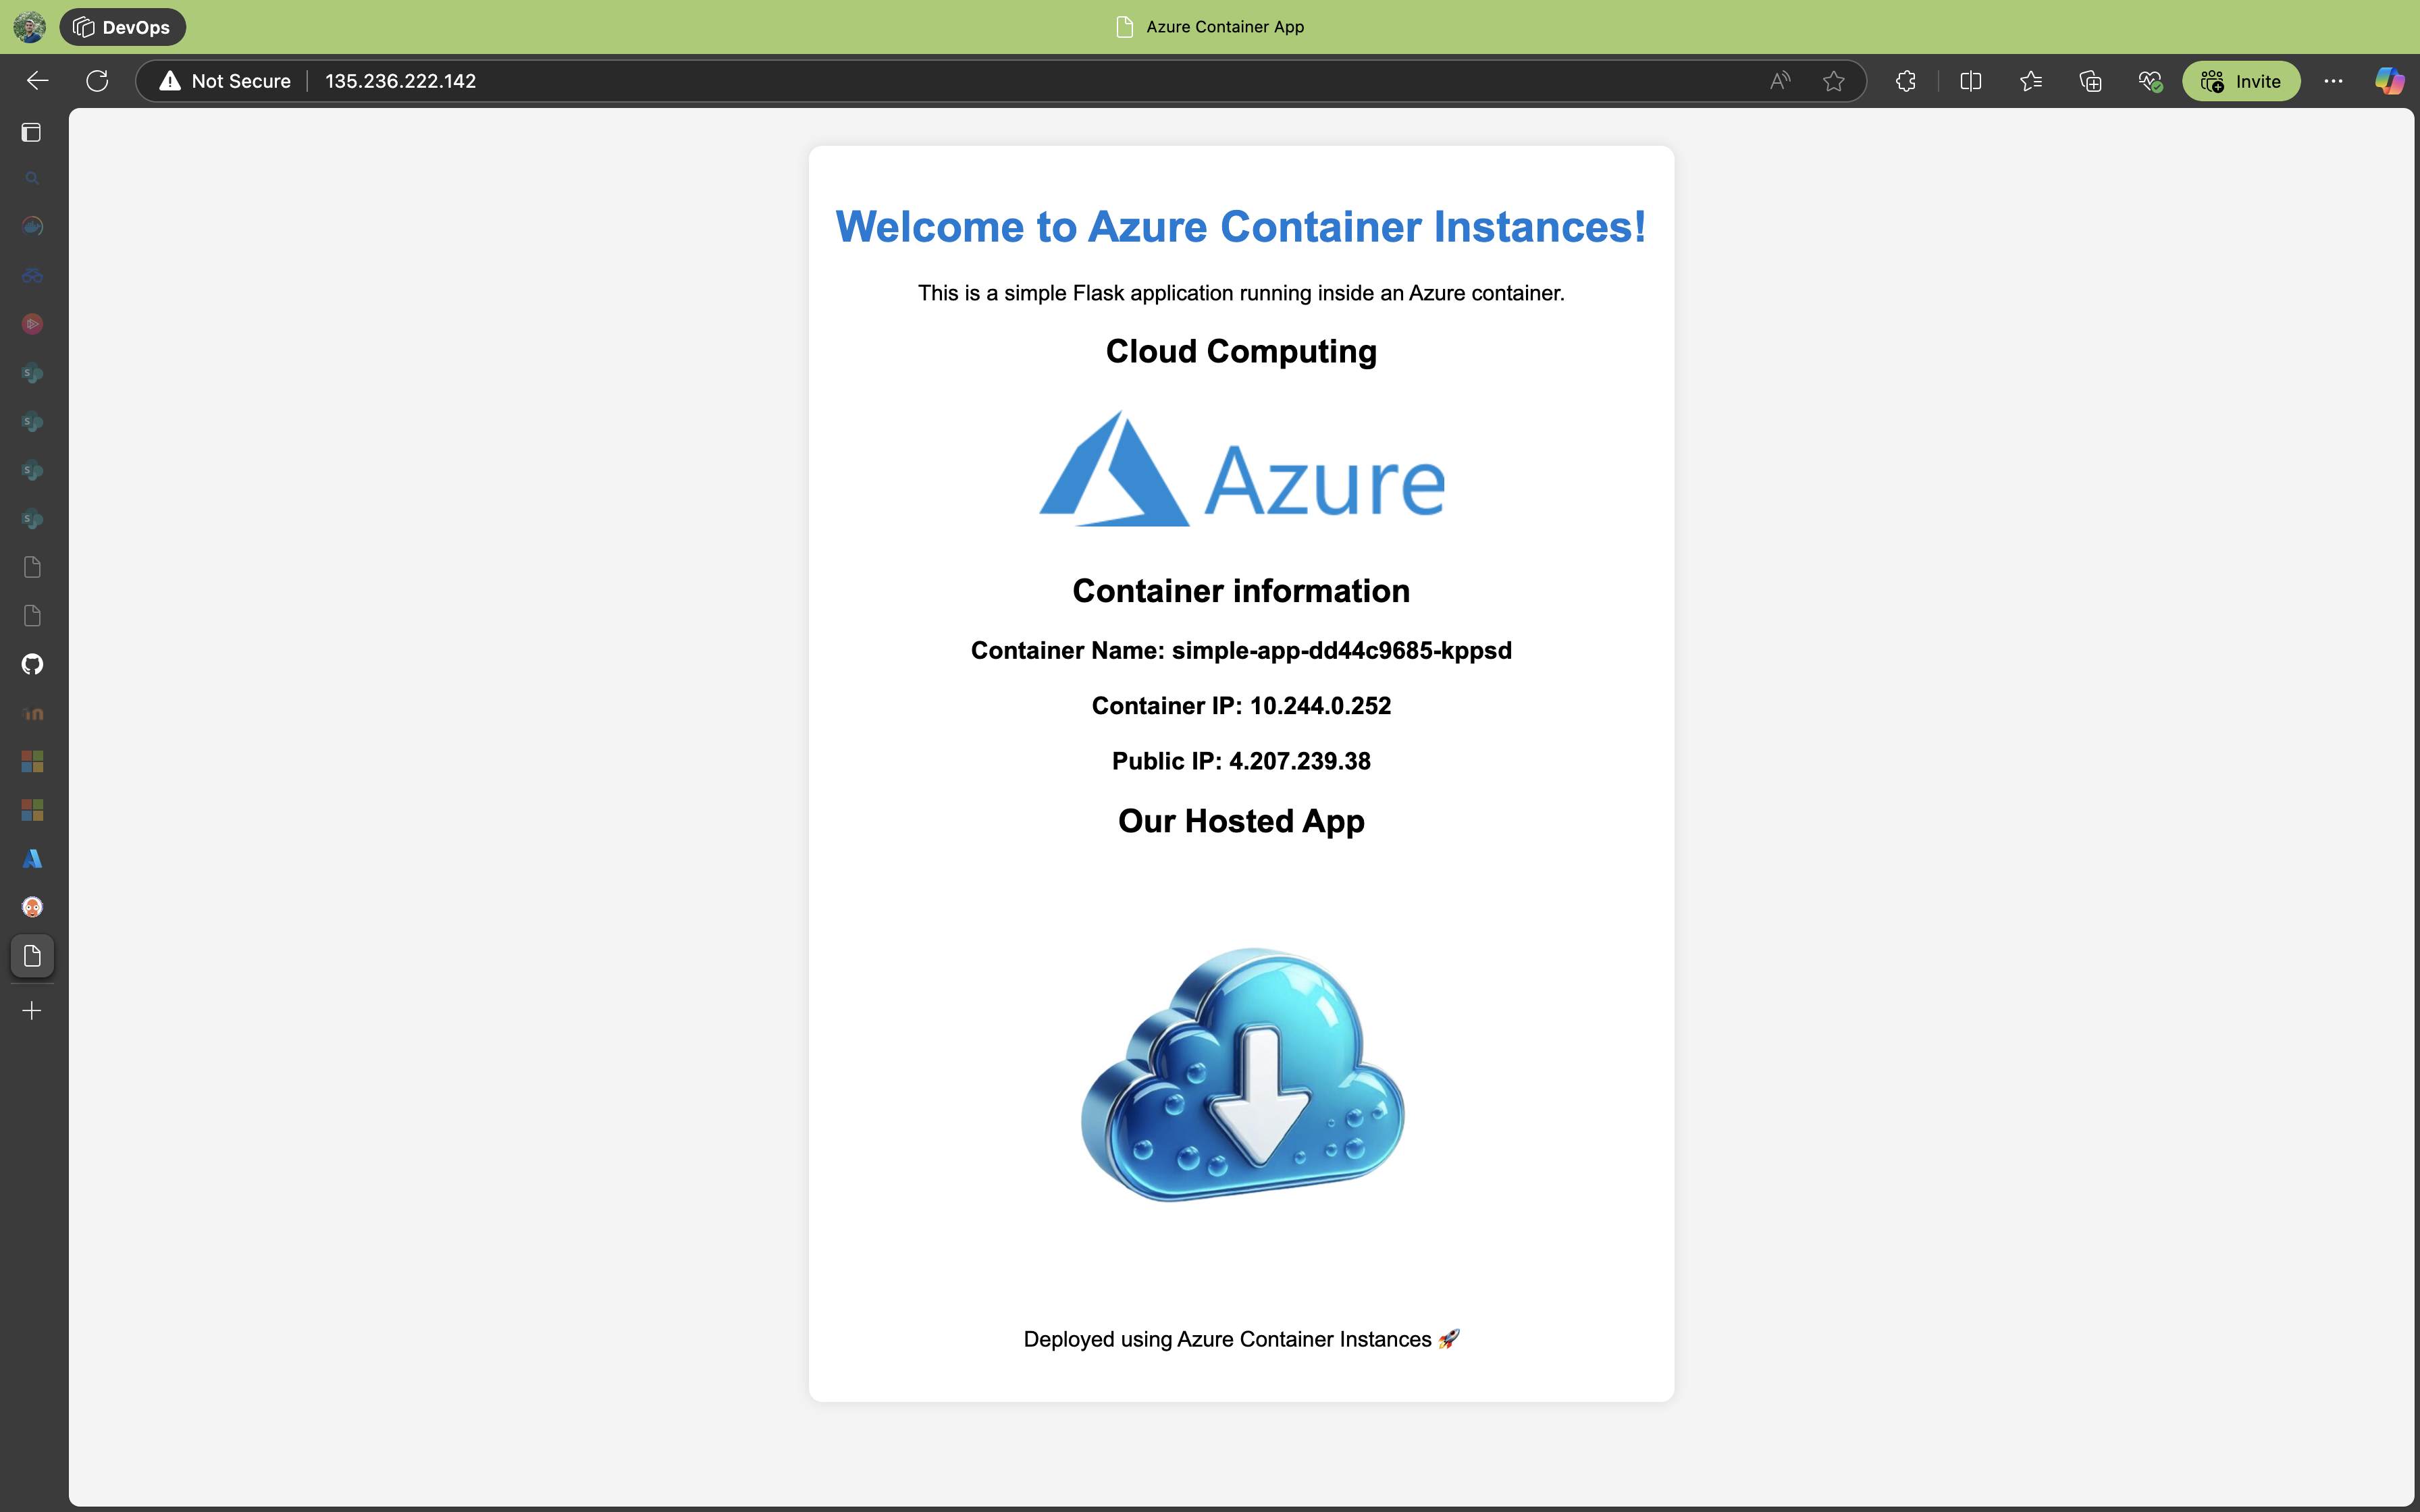 DevOps
Azure Container App
Not Secure
135.236.222.142
Invite
Welcome to Azure Container Instances!
This is a simple Flask application running inside an Azure container.
Cloud Computing
Azure
Container information
Container Name: simple-app-dd44c9685-kppsd
Container IP: 10.244.0.252
Public IP: 4.207.239.38
Our Hosted App
Deployed using Azure Container Instances 🚀